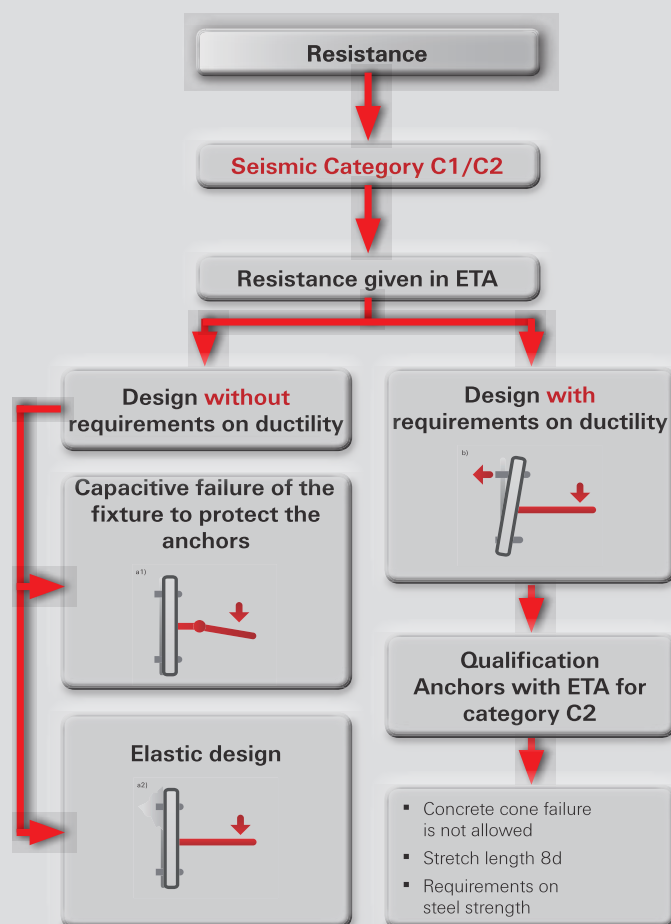 Resistance
Seismic Category C1/C2
Resistance given in ETA
Design without
requirements on ductility
Capacitive failure of the
fixture to protect the
anchors
a1)
Elastic design
a2)
Design with
requirements on ductility
b)
Qualification
Anchors with ETA for
category C2
▪ Concrete cone failure
is not allowed
▪ Stretch length 8d
▪ Requirements on
steel strength